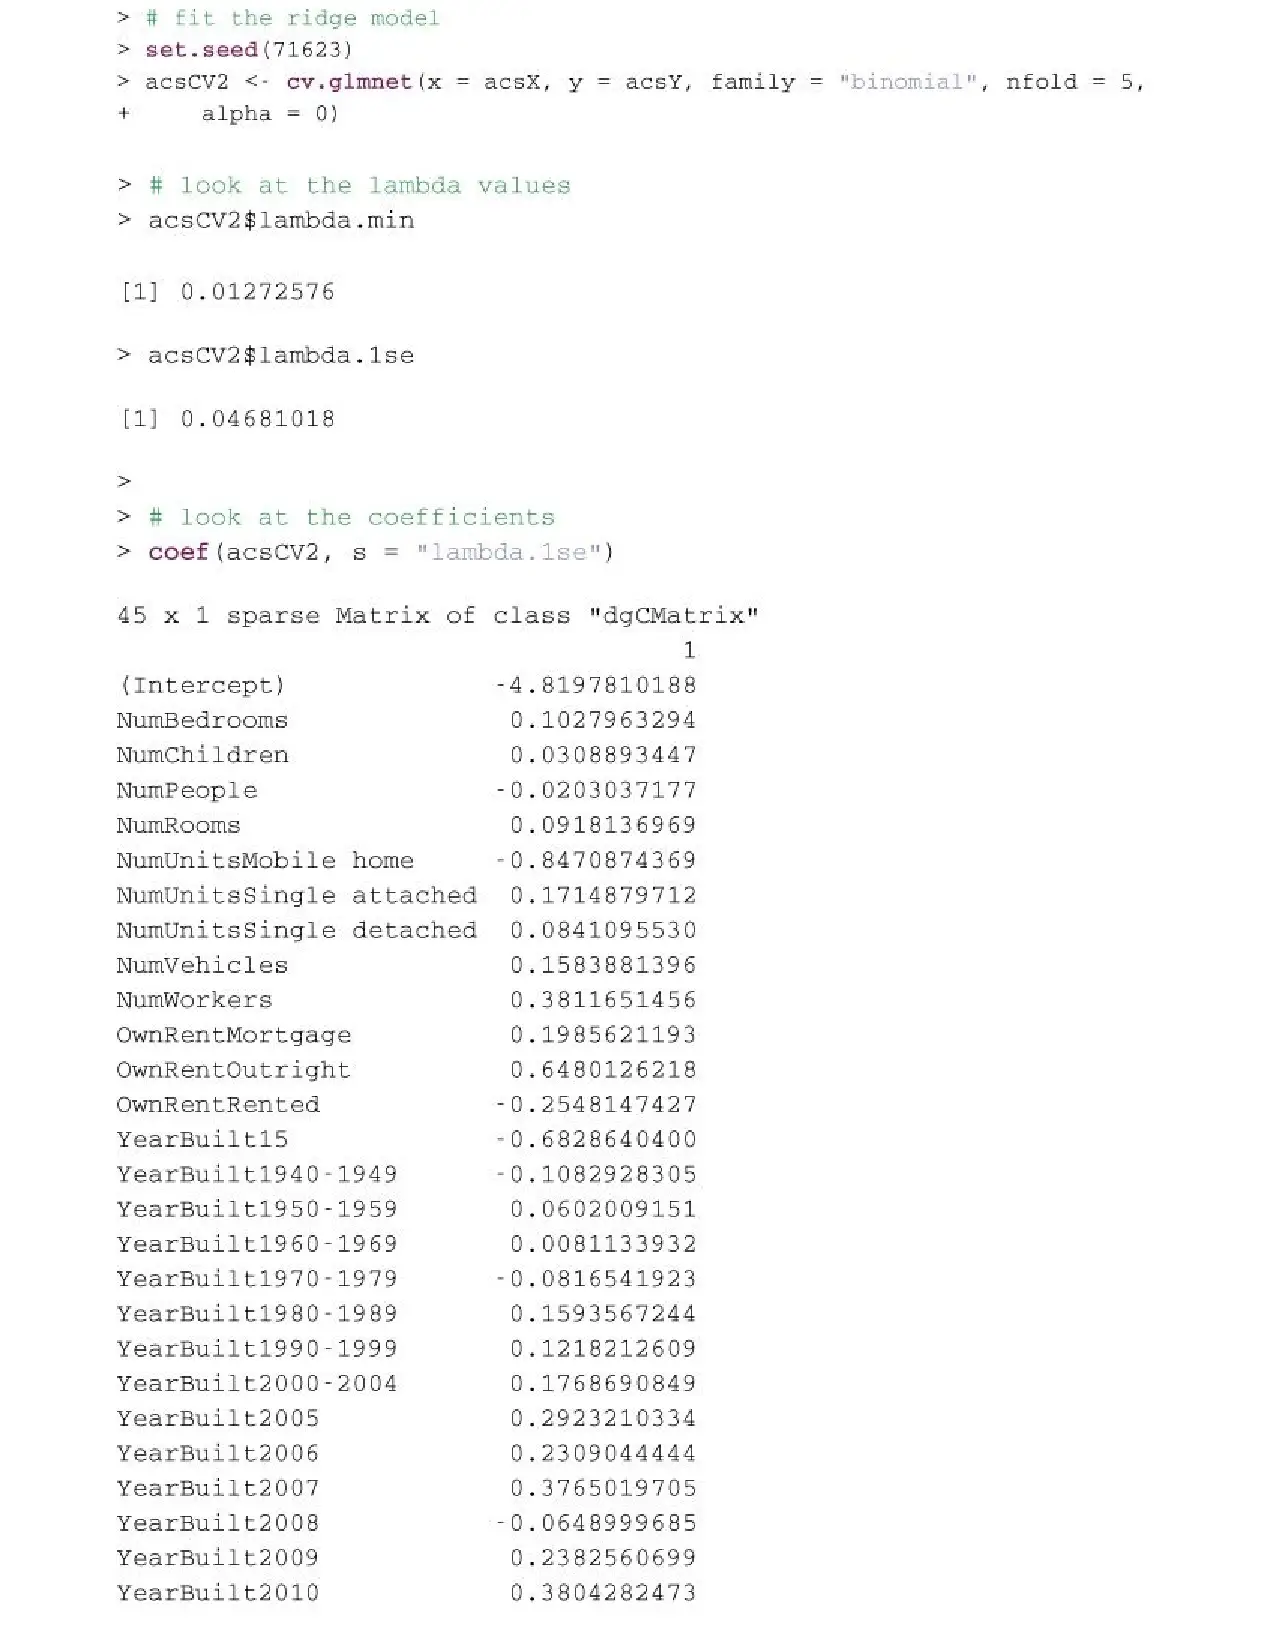 > # fit the ridge model
> set.seed(71623)
> acsCV2 <- cv.glmnet(x = acsX, y = acsY, family = "binomial", nfold = 5,
+ alpha = 0)
> # look at the lambda values
> acsCV2$lambda.min
[1] 0.01272576
> acsCV2$lambda.1se
[1] 0.04681018
>
> # look at the coefficients
> coef(acsCV2, s = "lambda.1se")
45 x 1 sparse Matrix of class "dgCMatrix"
1
(Intercept) -4.8197810188
NumBedrooms 0.1027963294
NumChildren 0.0308893447
NumPeople -0.0203037177
NumRooms 0.0918136969
NumUnitsMobile home -0.8470874369
NumUnitsSingle attached 0.1714879712
NumUnitsSingle detached 0.0841095530
NumVehicles 0.1583881396
NumWorkers 0.3811651456
OwnRentMortgage 0.1985621193
OwnRentOutright 0.6480126218
OwnRentRented -0.2548147427
YearBuilt15 -0.6828640400
YearBuilt1940-1949 -0.1082928305
YearBuilt1950-1959 0.0602009151
YearBuilt1960-1969 0.0081133932
YearBuilt1970-1979 -0.0816541923
YearBuilt1980-1989 0.1593567244
YearBuilt1990-1999 0.1218212609
YearBuilt2000-2004 0.1768690849
YearBuilt2005 0.2923210334
YearBuilt2006 0.2309044444
YearBuilt2007 0.3765019705
YearBuilt2008 -0.0648999685
YearBuilt2009 0.2382560699
YearBuilt2010 0.3804282473